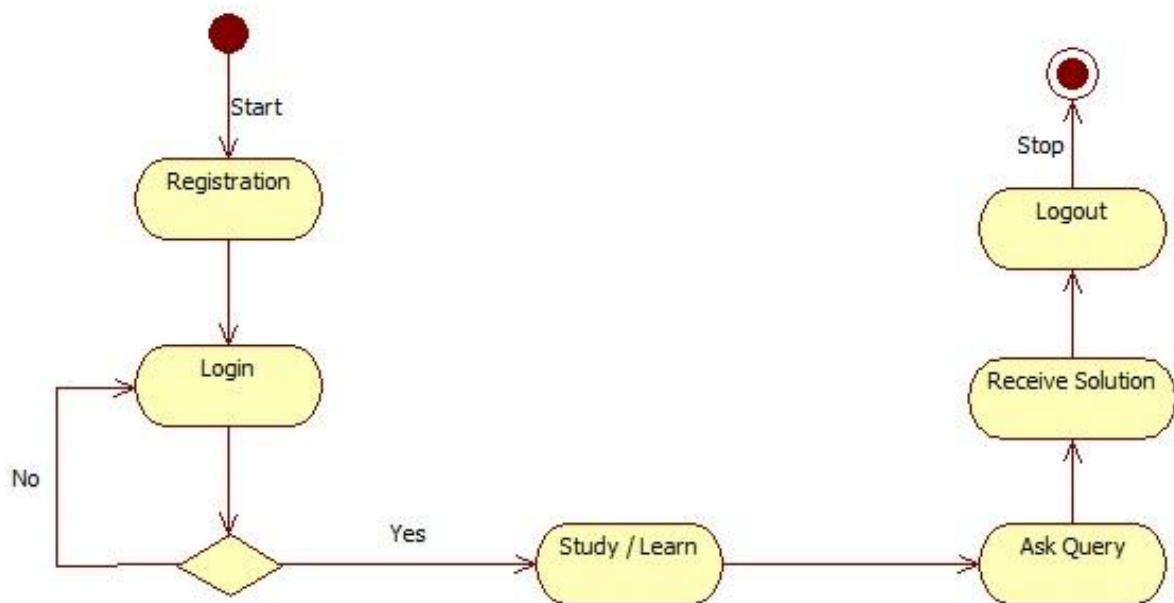 Start
Registration
Login
No
Yes
Study / Learn
Ask Query
Receive Solution
Logout
Stop